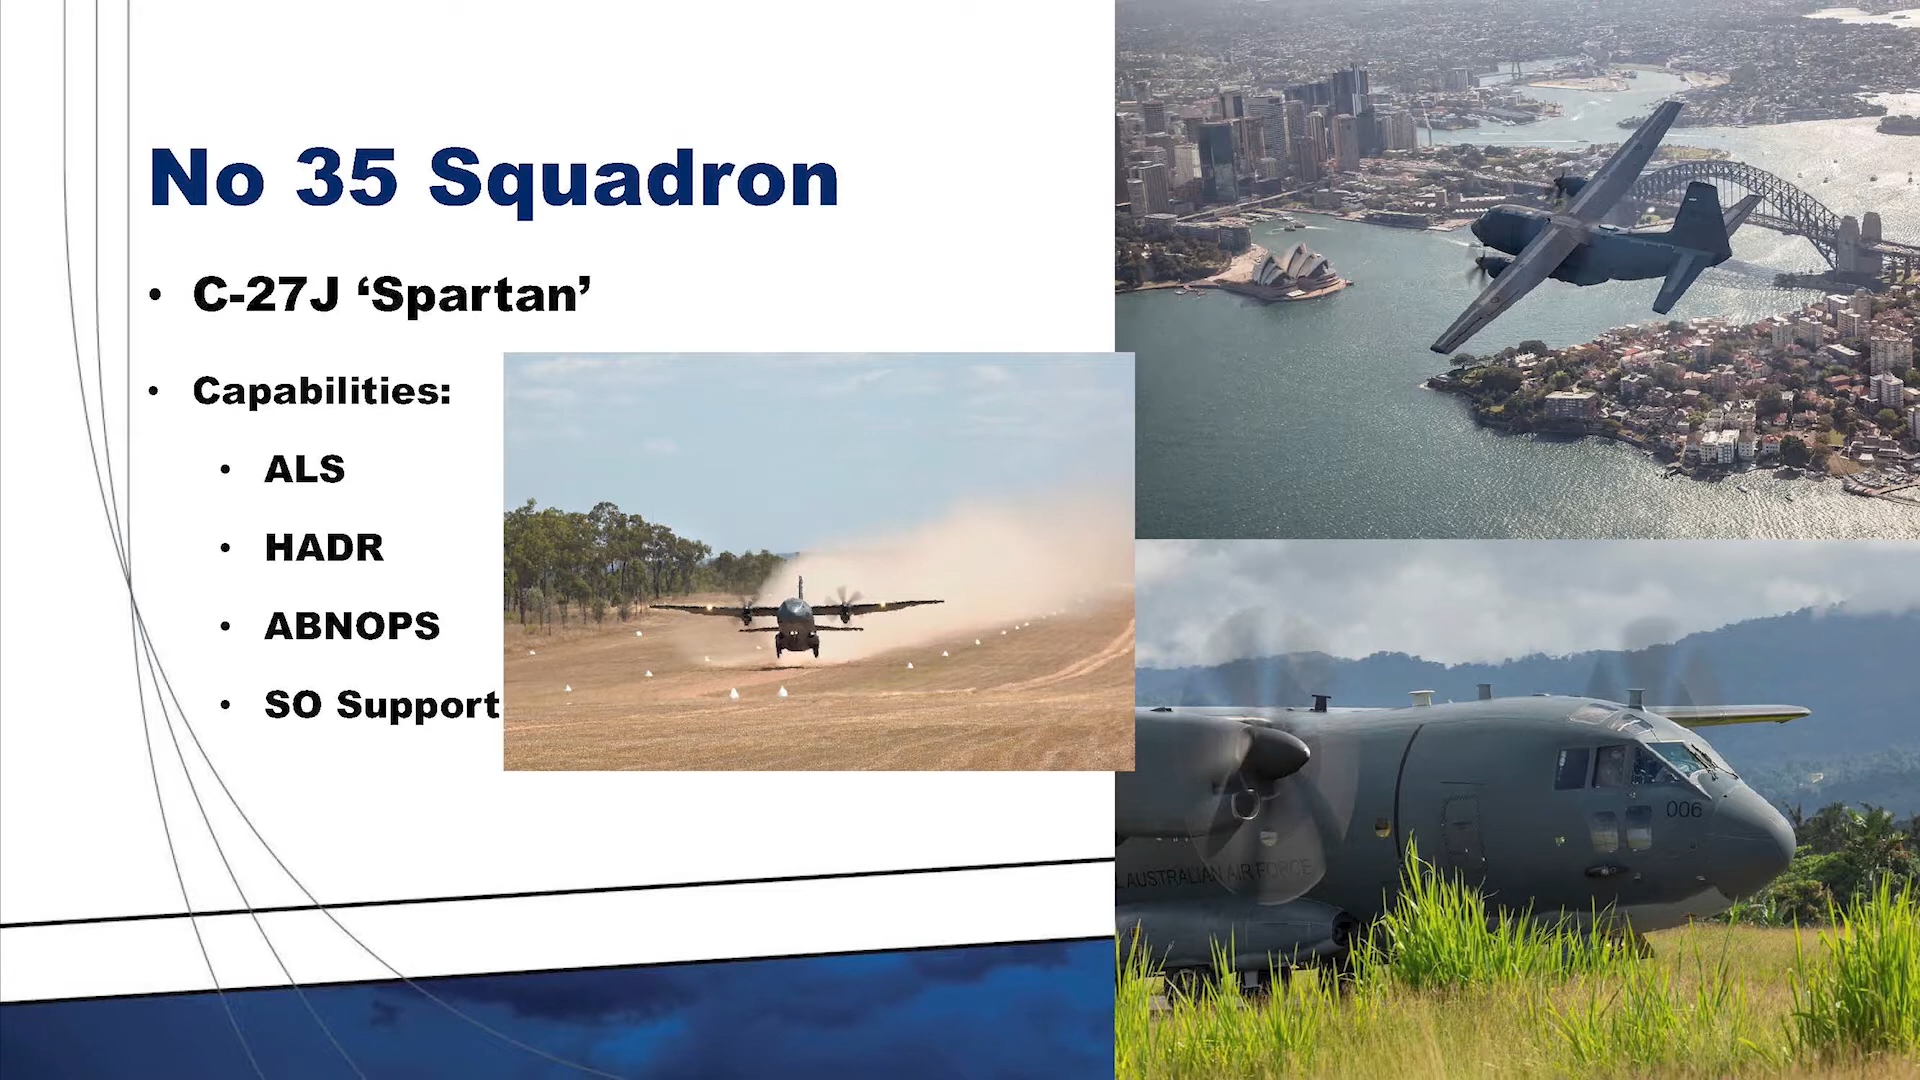 No 35 Squadron
• C-27J ‘Spartan’
• Capabilities:
• ALS
• HADR
• ABNOPS
• SO Support
006
AUSTRALIAN AIR FORCE